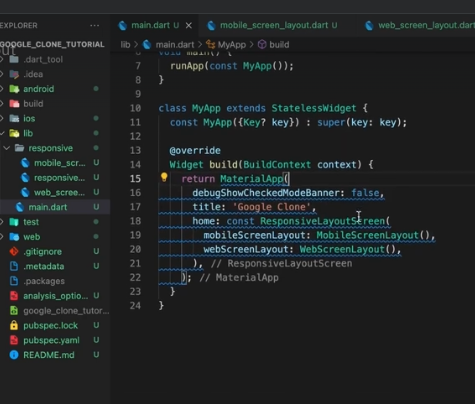 EXPLORER
GOOGLE_CLONE_TUTORIAL
.dart_tool
.idea
android
build
ios
lib
responsive
mobile_scr... U
responsive... U
web_scree... U
main.dart U
test
web
.gitignore U
.metadata U
.packages
analysis_optio... U
google_clone_tutor...
pubspec.lock U
pubspec.yaml U
README.md U
main.dart U
mobile_screen_layout.dart U
web_screen_layout.dart
lib > main.dart > MyApp > build
6 void main() {
7 runApp(const MyApp());
8 }
9
10 class MyApp extends StatelessWidget {
11 const MyApp({Key? key}) : super(key: key);
12
13 @override
14 Widget build(BuildContext context) {
15 return MaterialApp(
16 debugShowCheckedModeBanner: false,
17 title: 'Google Clone',
18 home: const ResponsiveLayoutScreen(
19 mobileScreenLayout: MobileScreenLayout(),
20 webScreenLayout: WebScreenLayout(),
21 ), // ResponsiveLayoutScreen
22 ); // MaterialApp
23 }
24 }